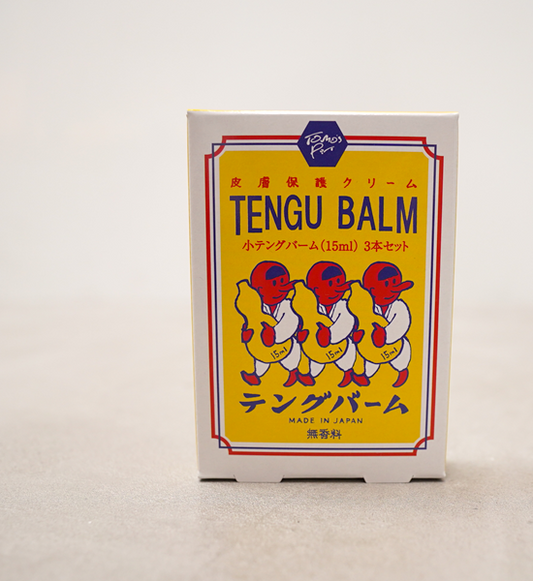 Tomo's
Pit
皮膚保護クリーム
TENGU BALM
小テングバーム(15ml) 3本セット
15ml 15ml 15ml
テングバーム
MADE IN JAPAN
無香料